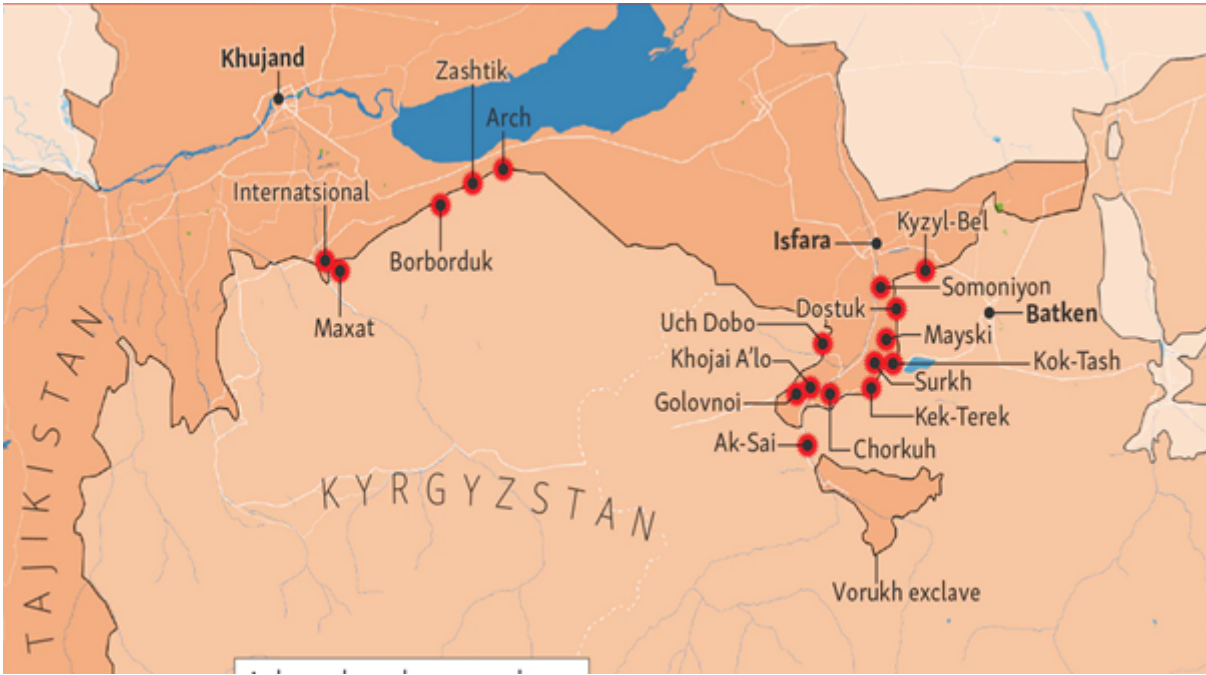 Khujand
Zashtik
Arch
Internatsional
Borborduk
Maxat
Isfara
Kyzyl-Bel
Somoniyon
Dostuk
Batken
Uch Dobo
Mayski
Khojai A'lo
Kok-Tash
Surkh
Golovnoi
Kek-Terek
Ak-Sai
Chorkuh
KYRGYZSTAN
TAJIKISTAN
Vorukh exclave